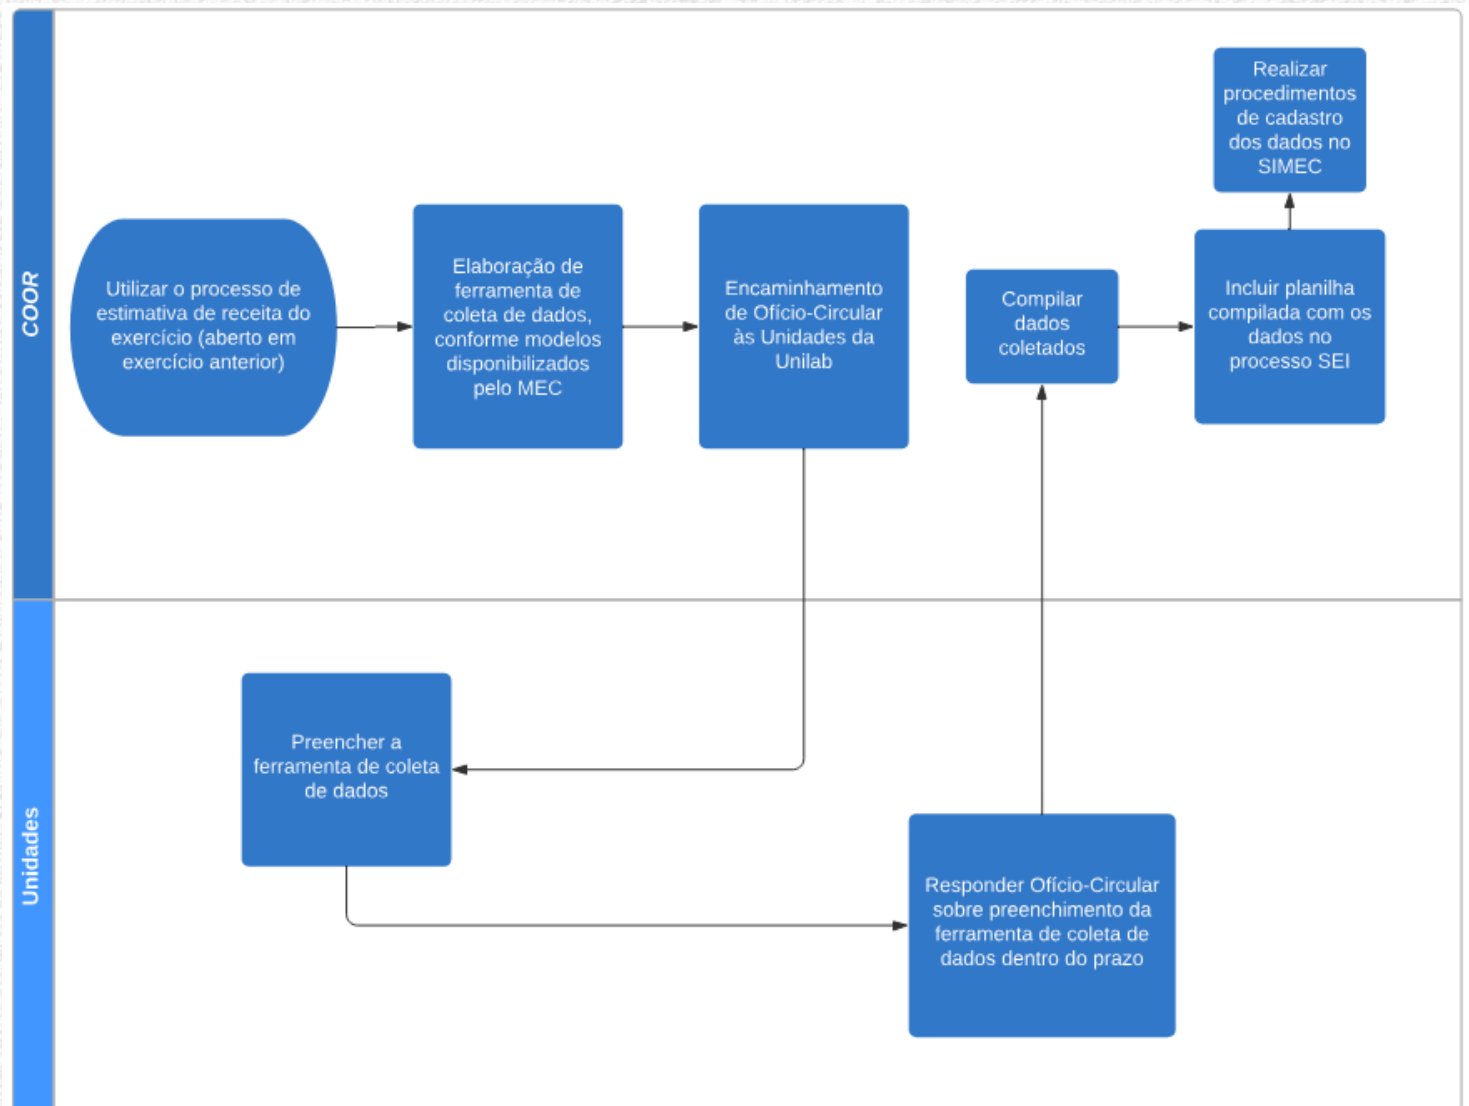 COOR
Utilizar o processo de
estimativa de receita do
exercício (aberto em
exercício anterior)
Elaboração de
ferramenta de
coleta de dados,
conforme modelos
disponibilizados
pelo MEC
Encaminhamento
de Ofício-Circular
às Unidades da
Unilab
Compilar
dados
coletados
Incluir planilha
compilada com os
dados no
processo SEI
Realizar
procedimentos
de cadastro
dos dados no
SIMEC
Unidades
Preencher a
ferramenta de coleta
de dados
Responder Ofício-Circular
sobre preenchimento da
ferramenta de coleta de
dados dentro do prazo